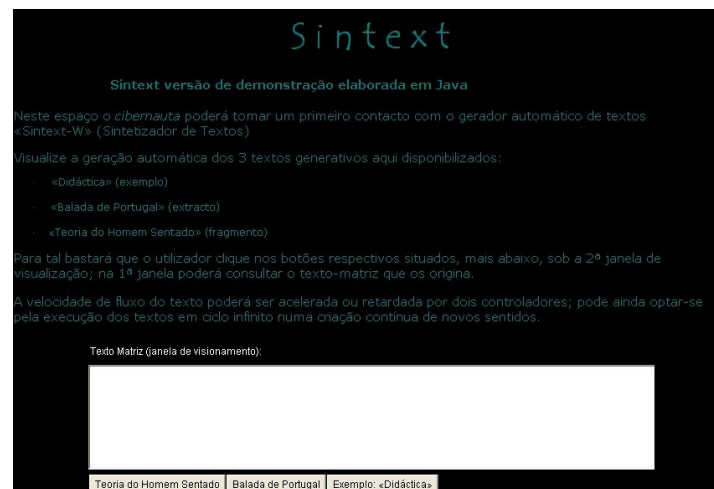 Sintext
Sintext versão de demonstração elaborada em Java
Neste espaço o cibernauta poderá tomar um primeiro contacto com o gerador automático de textos
«Sintext-W» (Sintetizador de Textos)
Visualize a geração automática dos 3 textos generativos aqui disponibilizados:
· «Didáctica» (exemplo)
· «Balada de Portugal» (extracto)
· «Teoria do Homem Sentado» (fragmento)
Para tal bastará que o utilizador clique nos botões respectivos situados, mais abaixo, sob a 2ª janela de
visualização; na 1ª janela poderá consultar o texto-matriz que os origina.
A velocidade de fluxo do texto poderá ser acelerada ou retardada por dois controladores; pode ainda optar-se
pela execução dos textos em ciclo infinito numa criação contínua de novos sentidos.
Texto Matriz (janela de visionamento):
Teoria do Homem Sentado Balada de Portugal Exemplo: «Didáctica»